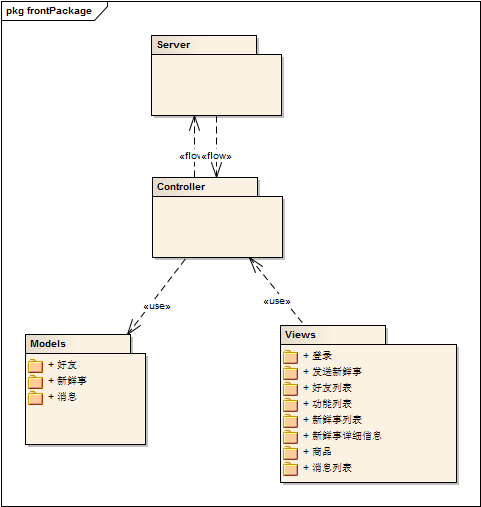 pkg frontPackage
Server
«flow»
«flow»
Controller
«use»
«use»
Models
+ 好友
+ 新鲜事
+ 消息
Views
+ 登录
+ 发送新鲜事
+ 好友列表
+ 功能列表
+ 新鲜事列表
+ 新鲜事详细信息
+ 商品
+ 消息列表